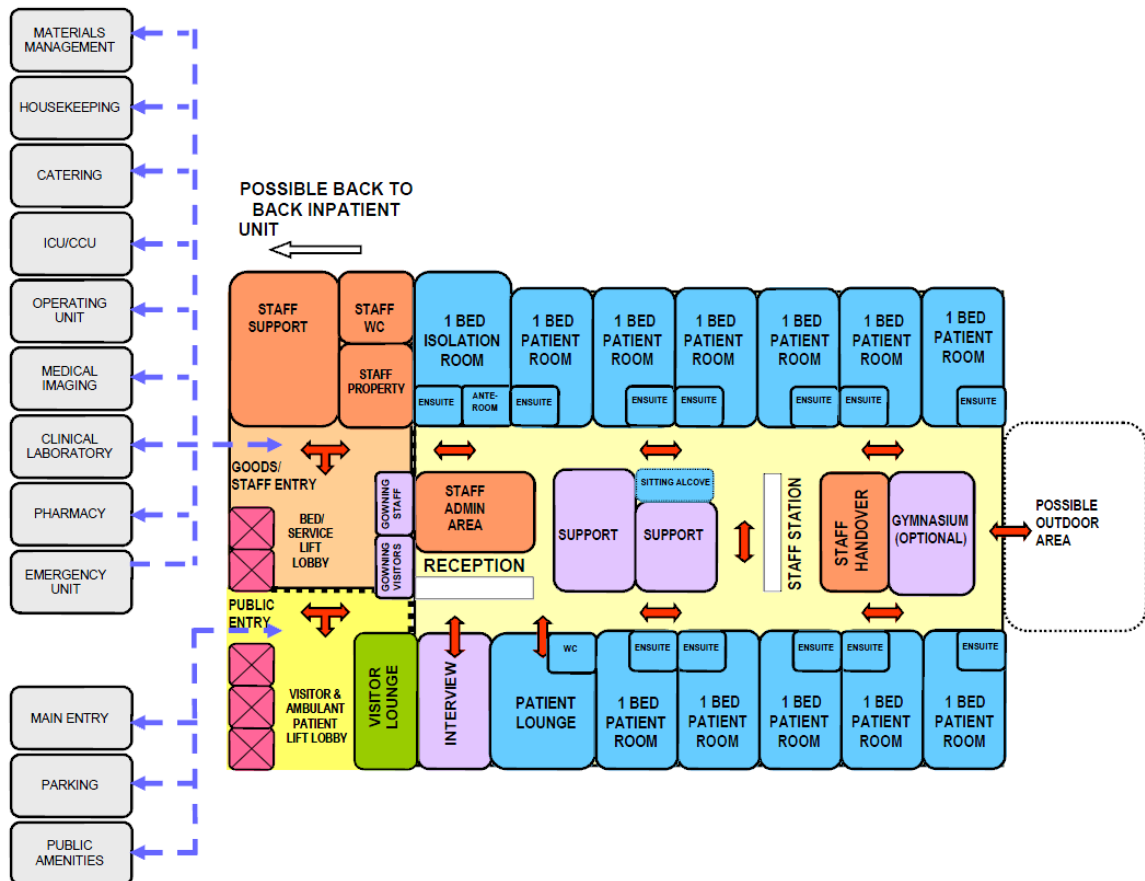 MATERIALS
MANAGEMENT
HOUSEKEEPING
CATERING
ICU/CCU
OPERATING
UNIT
MEDICAL
IMAGING
CLINICAL
LABORATORY
PHARMACY
EMERGENCY
UNIT
MAIN ENTRY
PARKING
PUBLIC
AMENITIES
POSSIBLE BACK TO
BACK INPATIENT
UNIT
STAFF
SUPPORT
STAFF
WC
STAFF
PROPERTY
1 BED
ISOLATION
ROOM
ENSUITE
ANTE-
ROOM
1 BED
PATIENT
ROOM
ENSUITE
1 BED
PATIENT
ROOM
ENSUITE
1 BED
PATIENT
ROOM
ENSUITE
1 BED
PATIENT
ROOM
ENSUITE
1 BED
PATIENT
ROOM
ENSUITE
1 BED
PATIENT
ROOM
ENSUITE
GOODS/
STAFF ENTRY
BED/
SERVICE
LIFT
LOBBY
GOWNING
STAFF
GOWNING
VISITORS
STAFF
ADMIN
AREA
RECEPTION
SUPPORT
SITTING ALCOVE
SUPPORT
STAFF STATION
STAFF
HANDOVER
GYMNASIUM
(OPTIONAL)
POSSIBLE
OUTDOOR
AREA
PUBLIC
ENTRY
VISITOR &
AMBULANT
PATIENT
LIFT LOBBY
VISITOR
LOUNGE
INTERVIEW
WC
PATIENT
LOUNGE
ENSUITE
1 BED
PATIENT
ROOM
ENSUITE
1 BED
PATIENT
ROOM
ENSUITE
1 BED
PATIENT
ROOM
ENSUITE
1 BED
PATIENT
ROOM
ENSUITE
1 BED
PATIENT
ROOM